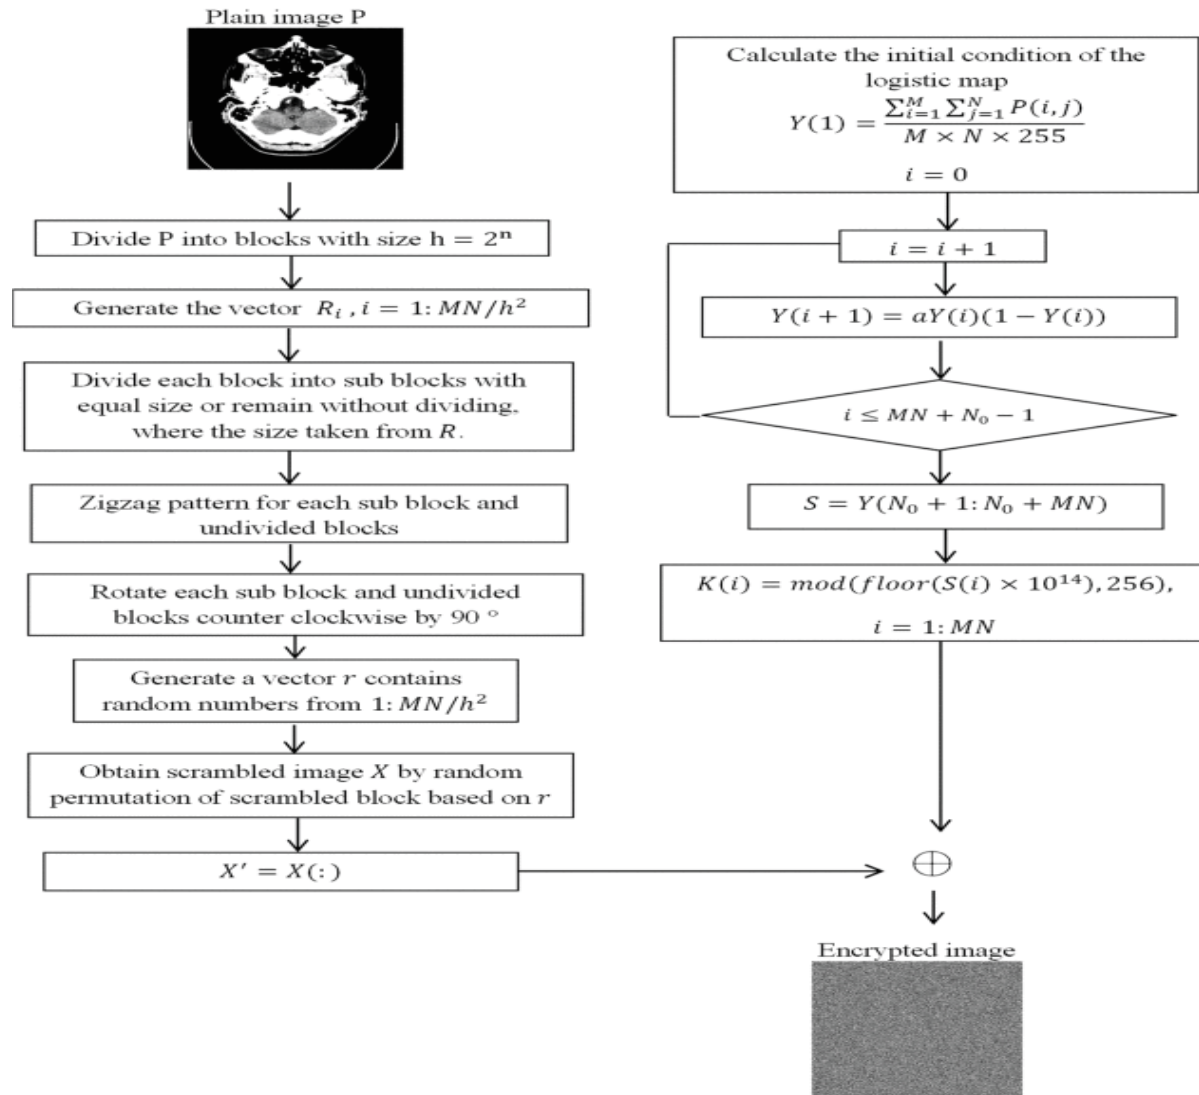 Plain image P
Divide P into blocks with size h = 2ⁿ
Generate the vector R_i , i = 1: MN/h²
Divide each block into sub blocks with
equal size or remain without dividing,
where the size taken from R.
Zigzag pattern for each sub block and
undivided blocks
Rotate each sub block and undivided
blocks counter clockwise by 90 °
Generate a vector r contains
random numbers from 1: MN/h²
Obtain scrambled image X by random
permutation of scrambled block based on r
X′ = X(:)
Calculate the initial condition of the
logistic map
Y(1) = \frac{\sum_{i=1}^{M} \sum_{j=1}^{N} P(i,j)}{M × N × 255}
i = 0
i = i + 1
Y(i + 1) = aY(i)(1 − Y(i))
i ≤ MN + N₀ − 1
S = Y(N₀ + 1: N₀ + MN)
K(i) = mod(floor(S(i) × 10¹⁴), 256),
i = 1: MN
⊕
Encrypted image